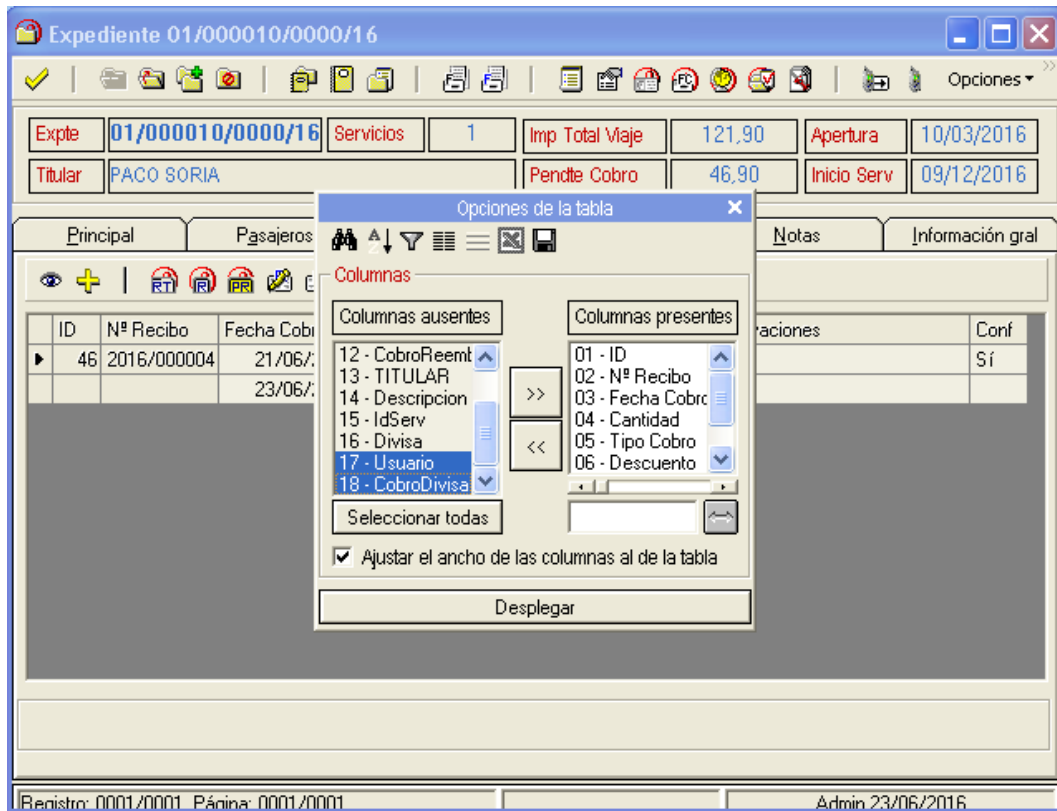 Expediente 01/000010/0000/16
Opciones
Expte 01/000010/0000/16 Servicios 1 Imp Total Viaje 121,90 Apertura 10/03/2016
Titular PACO SORIA Pendte Cobro 46,90 Inicio Serv 09/12/2016
Opciones de la tabla
Principal Pasajeros Notas Información gral
RT R PR
Columnas
Columnas ausentes Columnas presentes
ID Nº Recibo Fecha Cobr aciones Conf
46 2016/000004 21/06/ Sí
23/06/
12 - CobroReemb
13 - TITULAR
14 - Descripcion
15 - IdServ
16 - Divisa
17 - Usuario
18 - CobroDivisa
>>
<<
01 - ID
02 - Nº Recibo
03 - Fecha Cobro
04 - Cantidad
05 - Tipo Cobro
06 - Descuento
Seleccionar todas
Ajustar el ancho de las columnas al de la tabla
Desplegar
Registro: 0001/0001 Página: 0001/0001 Admin 23/06/2016